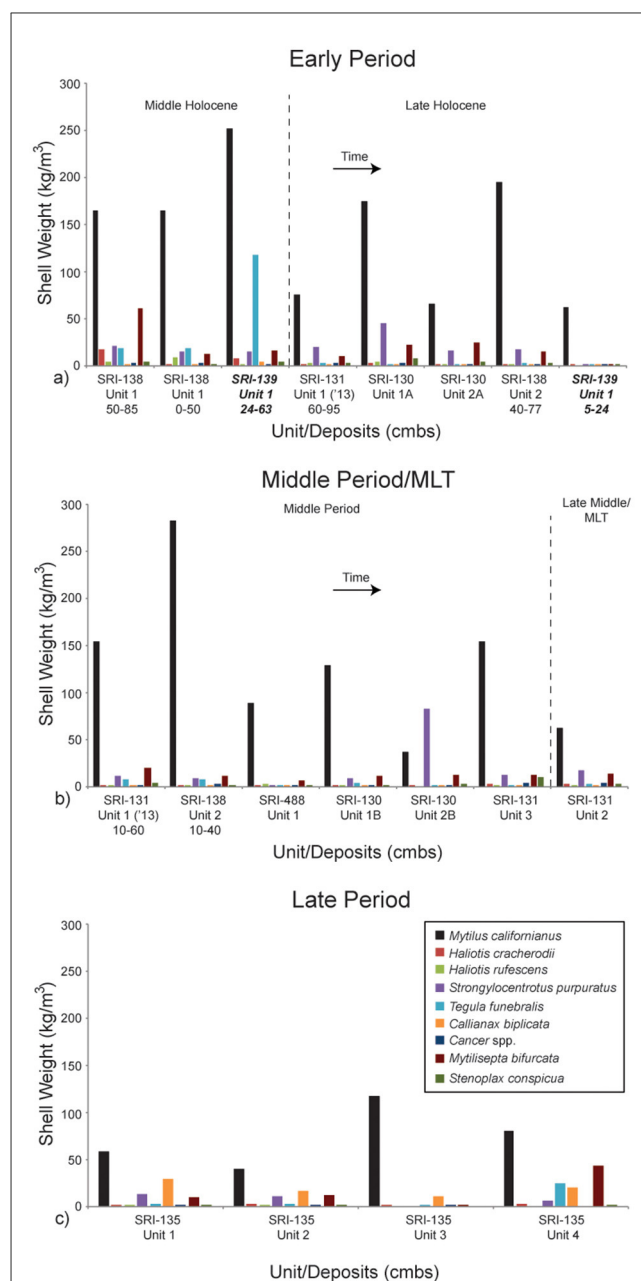 Early Period
Middle Holocene
Late Holocene
Time
Shell Weight (kg/m³)
300
250
200
150
100
50
0
a)
SRI-138 Unit 1 50-85
SRI-138 Unit 1 0-50
SRI-139 Unit 1 24-63
SRI-131 Unit 1 ('13) 60-95
SRI-130 Unit 1A
SRI-130 Unit 2A
SRI-138 Unit 2 40-77
SRI-139 Unit 1 5-24
Unit/Deposits (cmbs)
Middle Period/MLT
Middle Period
Late Middle/
MLT
Time
Shell Weight (kg/m³)
300
250
200
150
100
50
0
b)
SRI-131 Unit 1 ('13) 10-60
SRI-138 Unit 2 10-40
SRI-488 Unit 1
SRI-130 Unit 1B
SRI-130 Unit 2B
SRI-131 Unit 3
SRI-131 Unit 2
Unit/Deposits (cmbs)
Late Period
Shell Weight (kg/m³)
300
250
200
150
100
50
0
Mytilus californianus
Haliotis cracherodii
Haliotis rufescens
Strongylocentrotus purpuratus
Tegula funebralis
Callianax biplicata
Cancer spp.
Mytilisepta bifurcata
Stenoplax conspicua
c)
SRI-135 Unit 1
SRI-135 Unit 2
SRI-135 Unit 3
SRI-135 Unit 4
Unit/Deposits (cmbs)